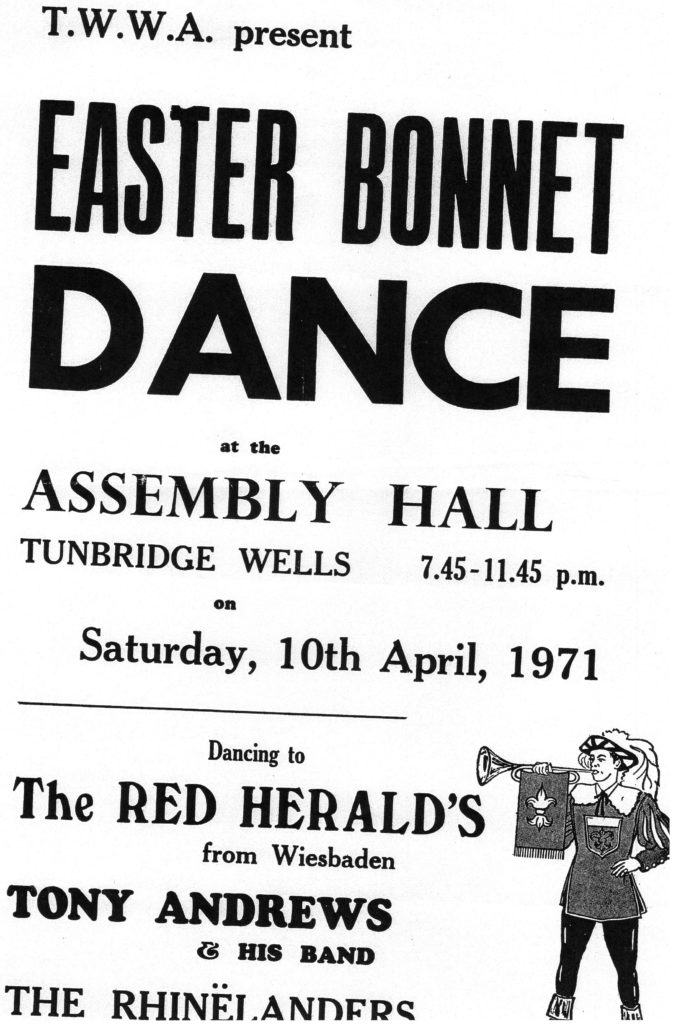 T.W.W.A. present
EASTER BONNET
DANCE
at the
ASSEMBLY HALL
TUNBRIDGE WELLS 7.45-11.45 p.m.
on
Saturday, 10th April, 1971
Dancing to
The RED HERALD'S
from Wiesbaden
TONY ANDREWS
& HIS BAND
THE RHINËLANDERS